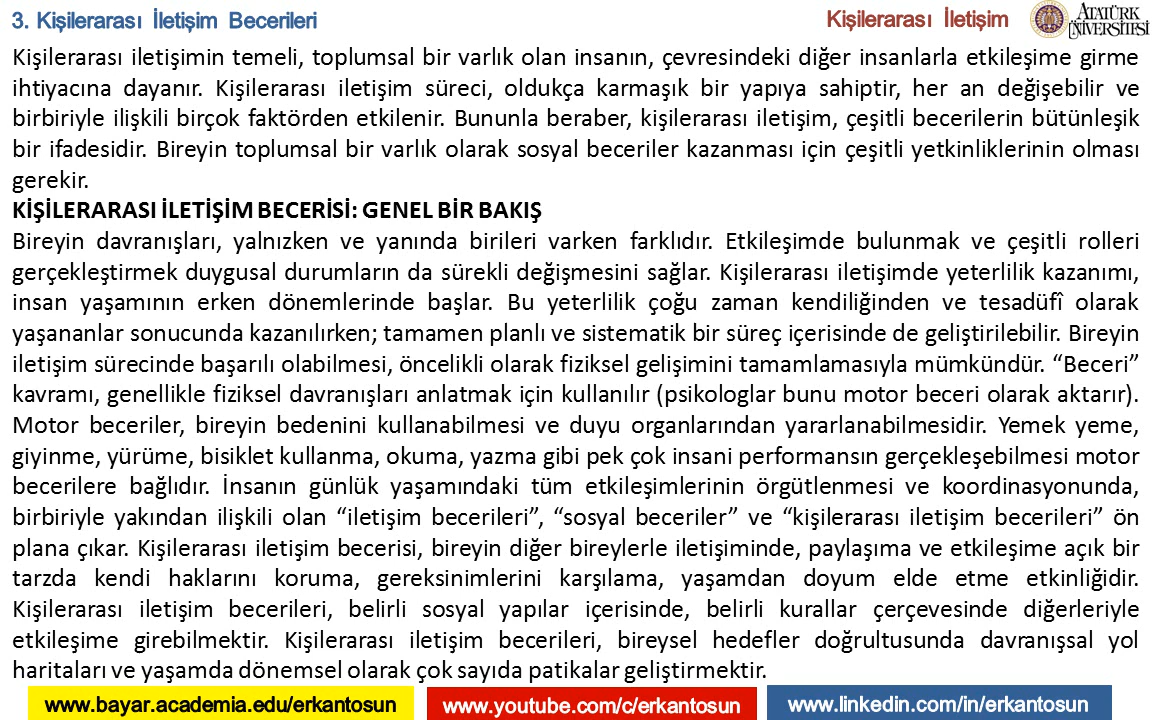 3. Kişilerarası İletişim Becerileri
Kişilerarası İletişim
ATATÜRK
ÜNİVERSİTESİ
Kişilerarası iletişimin temeli, toplumsal bir varlık olan insanın, çevresindeki diğer insanlarla etkileşime girme
ihtiyacına dayanır. Kişilerarası iletişim süreci, oldukça karmaşık bir yapıya sahiptir, her an değişebilir ve
birbiriyle ilişkili birçok faktörden etkilenir. Bununla beraber, kişilerarası iletişim, çeşitli becerilerin bütünleşik
bir ifadesidir. Bireyin toplumsal bir varlık olarak sosyal beceriler kazanması için çeşitli yetkinliklerinin olması
gerekir.
KİŞİLERARASI İLETİŞİM BECERİSİ: GENEL BİR BAKIŞ
Bireyin davranışları, yalnızken ve yanında birileri varken farklıdır. Etkileşimde bulunmak ve çeşitli rolleri
gerçekleştirmek duygusal durumların da sürekli değişmesini sağlar. Kişilerarası iletişimde yeterlilik kazanımı,
insan yaşamının erken dönemlerinde başlar. Bu yeterlilik çoğu zaman kendiliğinden ve tesadüfî olarak
yaşananlar sonucunda kazanılırken; tamamen planlı ve sistematik bir süreç içerisinde de geliştirilebilir. Bireyin
iletişim sürecinde başarılı olabilmesi, öncelikli olarak fiziksel gelişimini tamamlamasıyla mümkündür. “Beceri”
kavramı, genellikle fiziksel davranışları anlatmak için kullanılır (psikologlar bunu motor beceri olarak aktarır).
Motor beceriler, bireyin bedenini kullanabilmesi ve duyu organlarından yararlanabilmesidir. Yemek yeme,
giyinme, yürüme, bisiklet kullanma, okuma, yazma gibi pek çok insani performansın gerçekleşebilmesi motor
becerilere bağlıdır. İnsanın günlük yaşamındaki tüm etkileşimlerinin örgütlenmesi ve koordinasyonunda,
birbiriyle yakından ilişkili olan “iletişim becerileri”, “sosyal beceriler” ve “kişilerarası iletişim becerileri” ön
plana çıkar. Kişilerarası iletişim becerisi, bireyin diğer bireylerle iletişiminde, paylaşıma ve etkileşime açık bir
tarzda kendi haklarını koruma, gereksinimlerini karşılama, yaşamdan doyum elde etme etkinliğidir.
Kişilerarası iletişim becerileri, belirli sosyal yapılar içerisinde, belirli kurallar çerçevesinde diğerleriyle
etkileşime girebilmektir. Kişilerarası iletişim becerileri, bireysel hedefler doğrultusunda davranışsal yol
haritaları ve yaşamda dönemsel olarak çok sayıda patikalar geliştirmektir.
www.bayar.academia.edu/erkantosun
www.youtube.com/c/erkantosun
www.linkedin.com/in/erkantosun